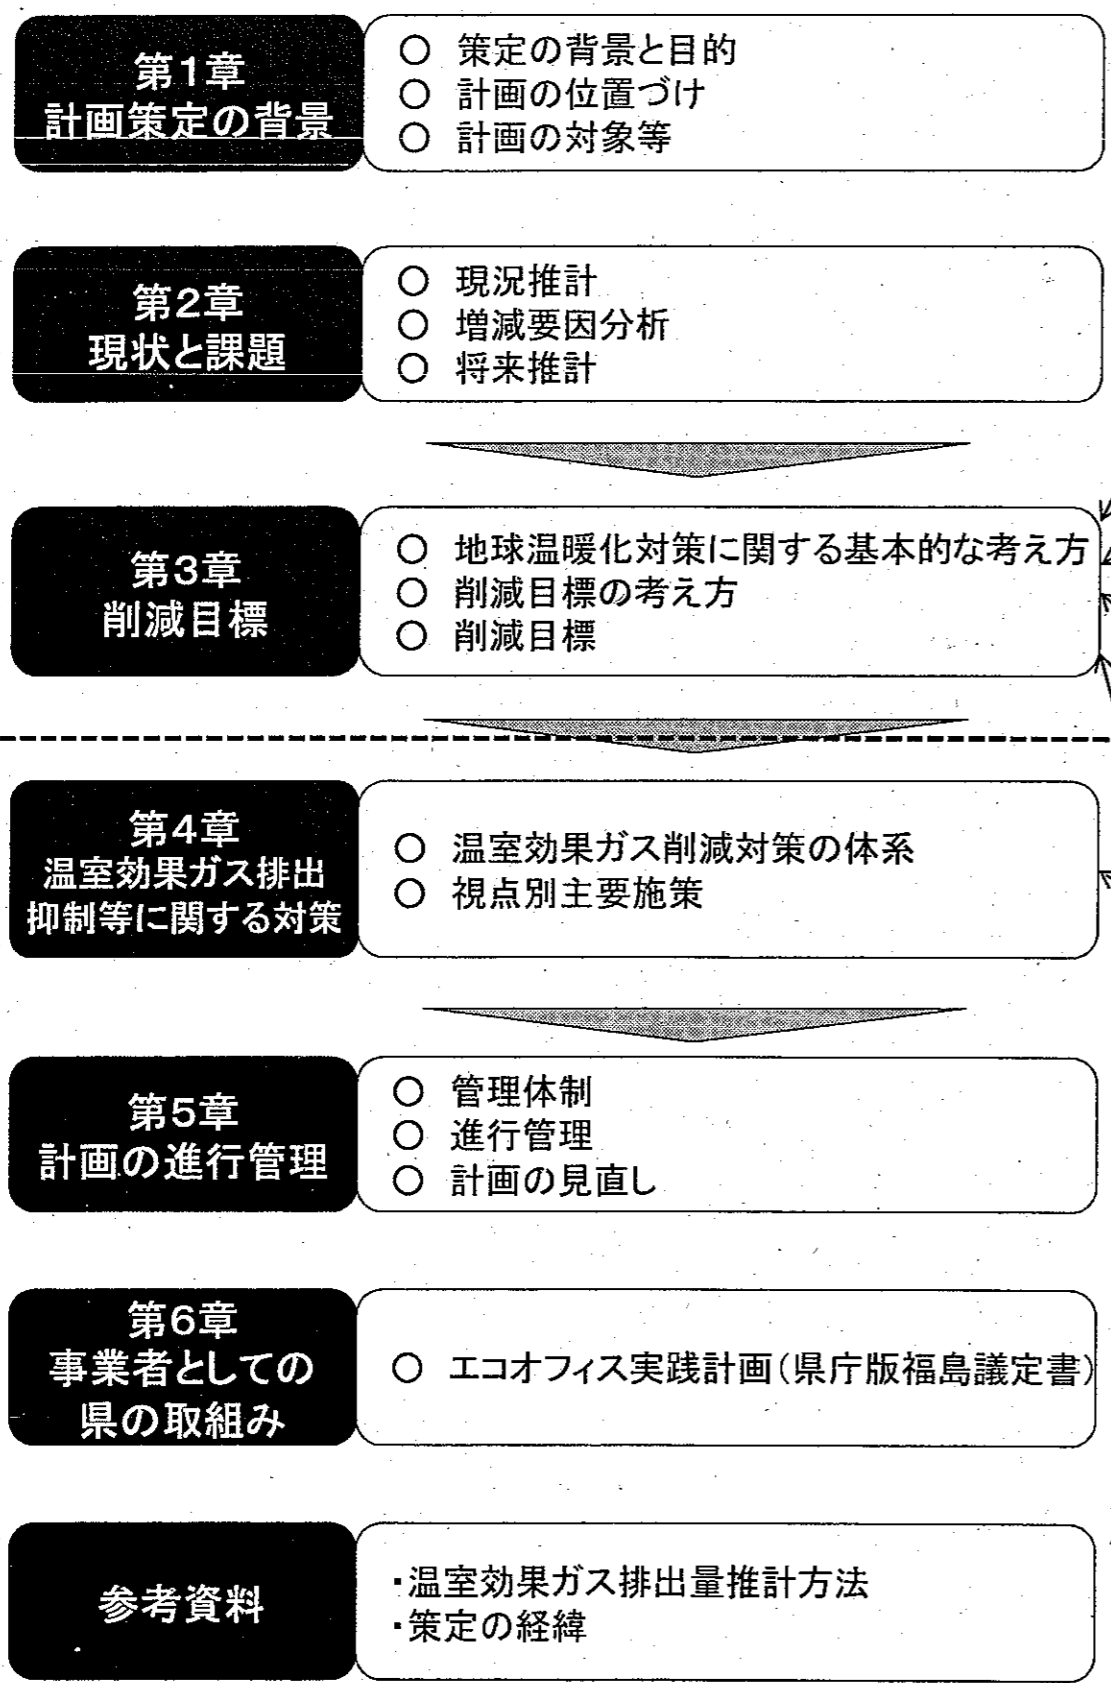 第1章
計画策定の背景
○ 策定の背景と目的
○ 計画の位置づけ
○ 計画の対象等
第2章
現状と課題
○ 現況推計
○ 増減要因分析
○ 将来推計
第3章
削減目標
○ 地球温暖化対策に関する基本的な考え方
○ 削減目標の考え方
○ 削減目標
第4章
温室効果ガス排出
抑制等に関する対策
○ 温室効果ガス削減対策の体系
○ 視点別主要施策
第5章
計画の進行管理
○ 管理体制
○ 進行管理
○ 計画の見直し
第6章
事業者としての
県の取組み
○ エコオフィス実践計画(県庁版福島議定書)
参考資料
・温室効果ガス排出量推計方法
・策定の経緯